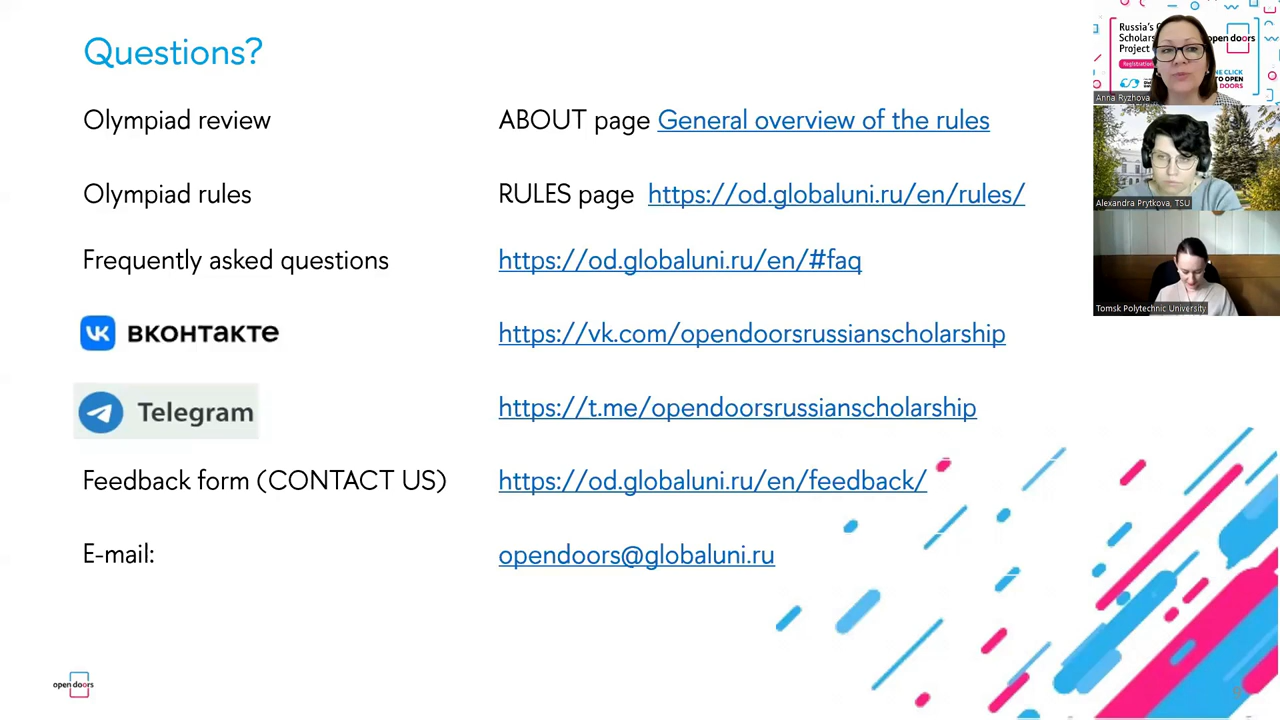 Questions?
Olympiad review
ABOUT page General overview of the rules
Olympiad rules
RULES page https://od.globaluni.ru/en/rules/
Frequently asked questions
https://od.globaluni.ru/en/#faq
вконтакте
https://vk.com/opendoorsrussianscholarship
Telegram
https://t.me/opendoorsrussianscholarship
Feedback form (CONTACT US)
https://od.globaluni.ru/en/feedback/
E-mail:
opendoors@globaluni.ru
open doors
Russia's
Scholars
Project
open doors
Registration
CLICK
TO OPEN
DOORS
Anna Ryzhova
Alexandra Prytkova, TSU
Tomsk Polytechnic University